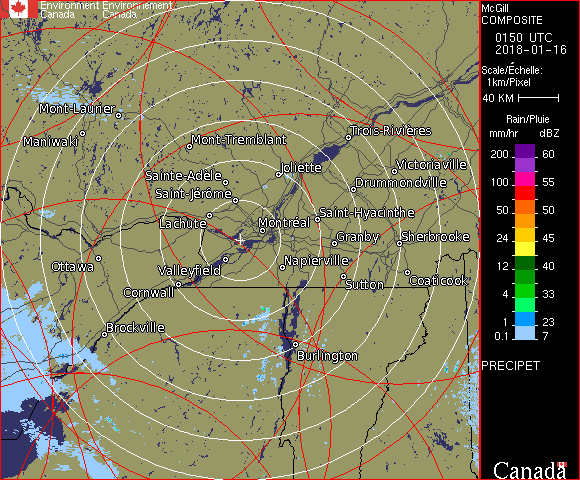 Environment Environnement
Canada Canada
Mont-Laurier
Maniwaki
Mont-Tremblant
Trois-Rivières
Sainte-Adèle
Joliette
Victoriaville
Saint-Jérôme
Drummondville
Lachute
Montréal
Saint-Hyacinthe
Granby
Sherbrooke
Ottawa
Valleyfield
Napierville
Cornwall
Sutton
Coaticook
Brockville
Burlington
McGill
COMPOSITE
0150 UTC
2018-01-16
Scale/Échelle:
1km/Pixel
40 KM
Rain/Pluie
mm/hr dBZ
200 60
150 57
100 55
50 50
24 45
12 40
4 33
1 23
0.1 7
PRECIPET
Canada